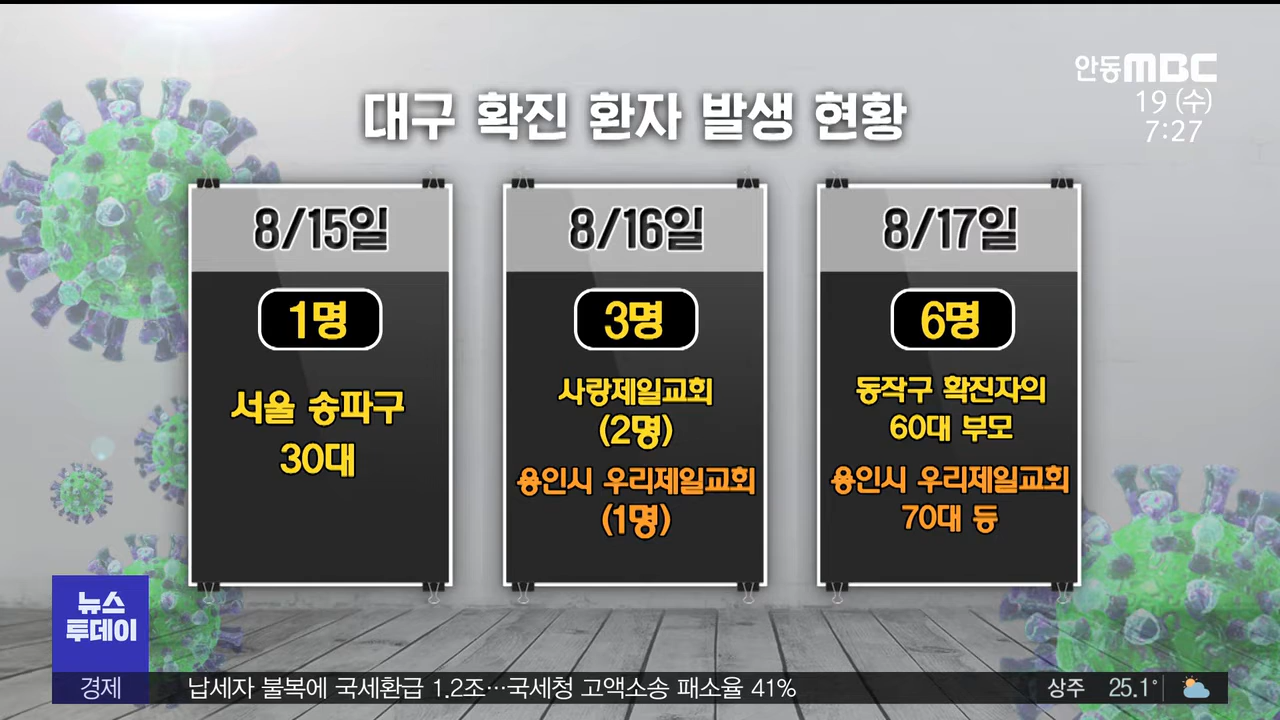 안동MBC
19 (수)
7:27
대구 확진 환자 발생 현황
8/15일
1명
서울 송파구
30대
8/16일
3명
사랑제일교회
(2명)
용인시 우리제일교회
(1명)
8/17일
6명
동작구 확진자의
60대 부모
용인시 우리제일교회
70대 등
뉴스
투데이
경제
납세자 불복에 국세환급 1.2조…국세청 고액소송 패소율 41%
상주 25.1°